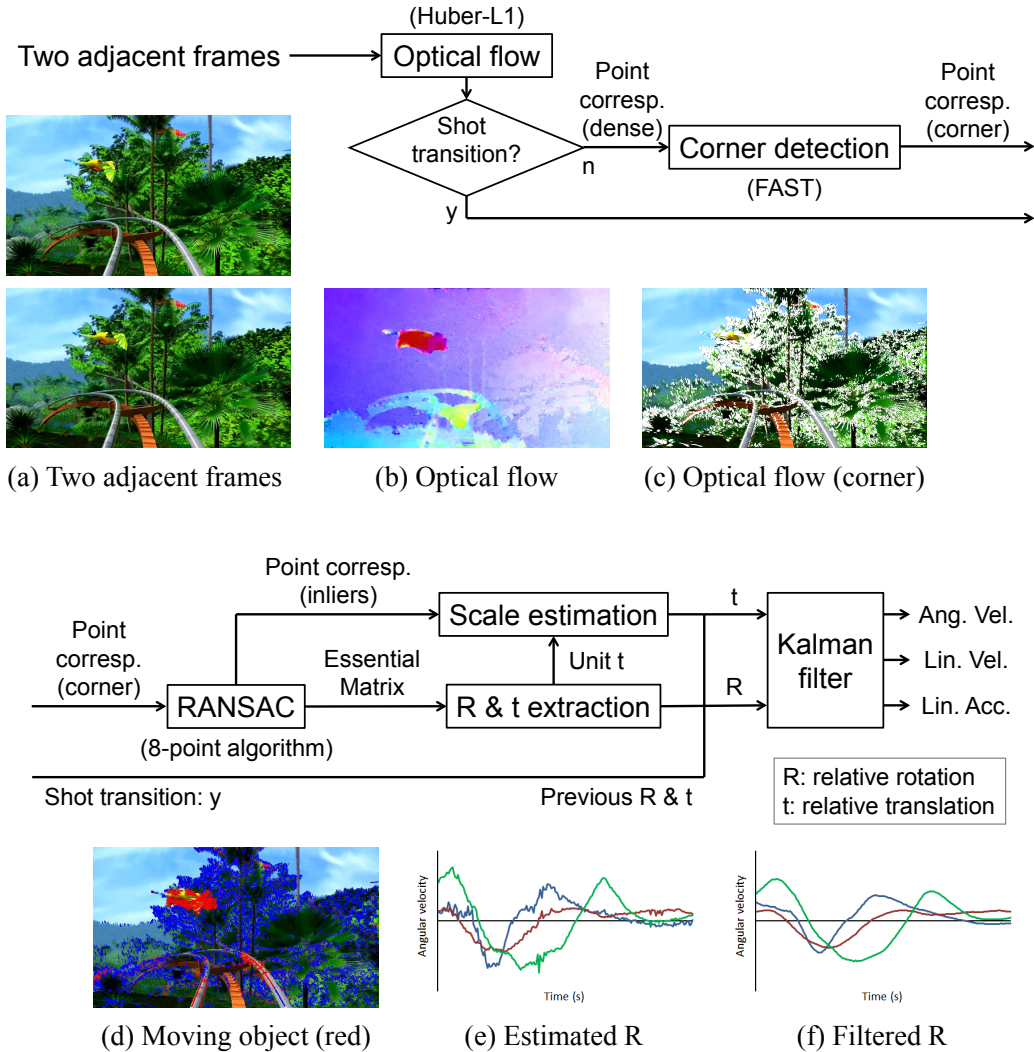 (Huber-L1)
Two adjacent frames
Optical flow
Point
corresp.
(dense)
Point
corresp.
(corner)
Shot
transition?
n
Corner detection
(FAST)
y
(a) Two adjacent frames
(b) Optical flow
(c) Optical flow (corner)
Point corresp.
(inliers)
Scale estimation
t
Point
corresp.
(corner)
Essential
Matrix
Unit t
Kalman
filter
Ang. Vel.
Lin. Vel.
Lin. Acc.
RANSAC
R & t extraction
R
(8-point algorithm)
Shot transition: y
Previous R & t
R: relative rotation
t: relative translation
Angular velocity
Time (s)
Angular velocity
Time (s)
(d) Moving object (red)
(e) Estimated R
(f) Filtered R